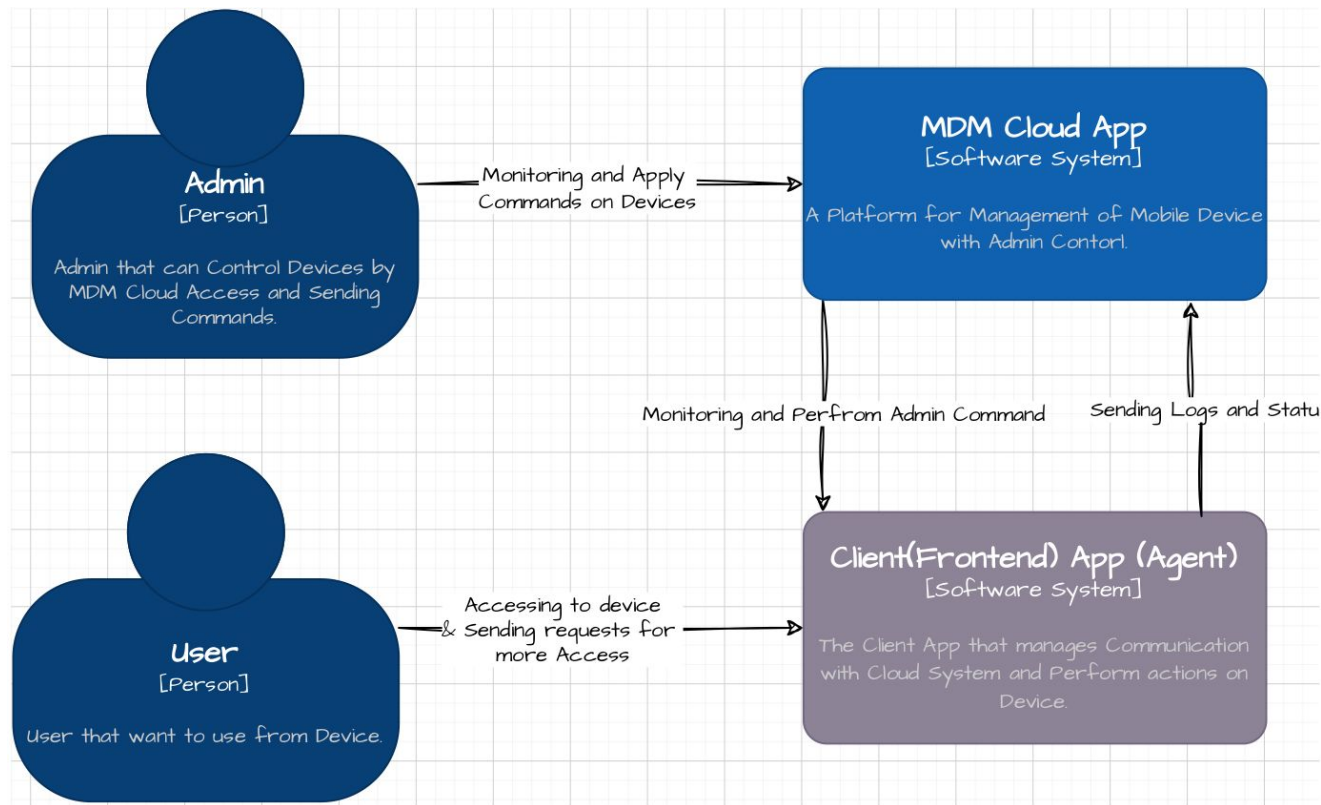 Admin
[Person]
Admin that can Control Devices by
MDM Cloud Access and Sending
Commands.
Monitoring and Apply
Commands on Devices
MDM Cloud App
[Software System]
A Platform for Management of Mobile Device
with Admin Contorl.
Monitoring and Perfrom Admin Command
Sending Logs and Statu
User
[Person]
User that want to use from Device.
Accessing to device
& Sending requests for
more Access
Client(Frontend) App (Agent)
[Software System]
The Client App that manages Communication
with Cloud System and Perform actions on
Device.